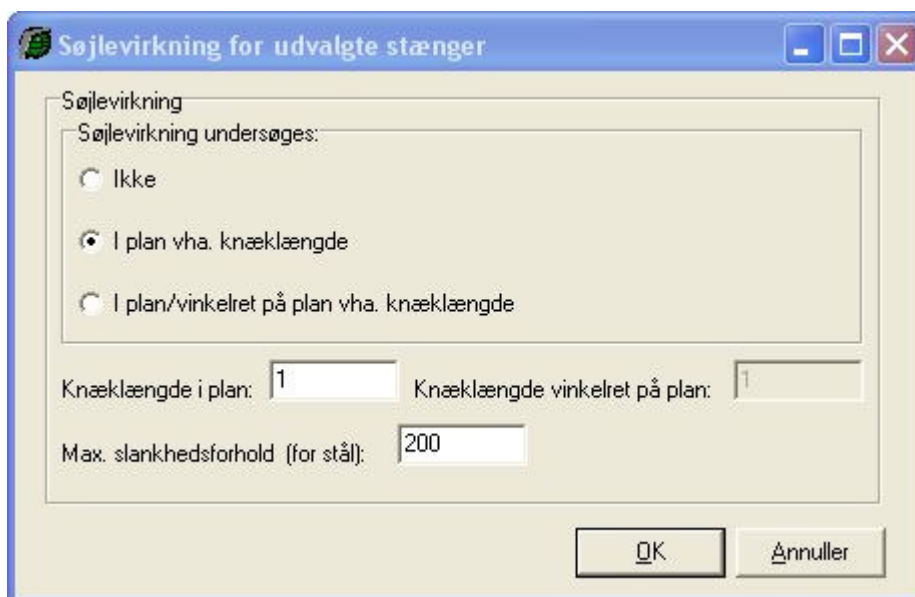 Søjlevirkning for udvalgte stænger
Søjlevirkning
Søjlevirkning undersøges:
Ikke
I plan vha. knæklængde
I plan/vinkelret på plan vha. knæklængde
Knæklængde i plan: 1 Knæklængde vinkelret på plan: 1
Max. slankhedsforhold (for stål): 200
OK Annuller